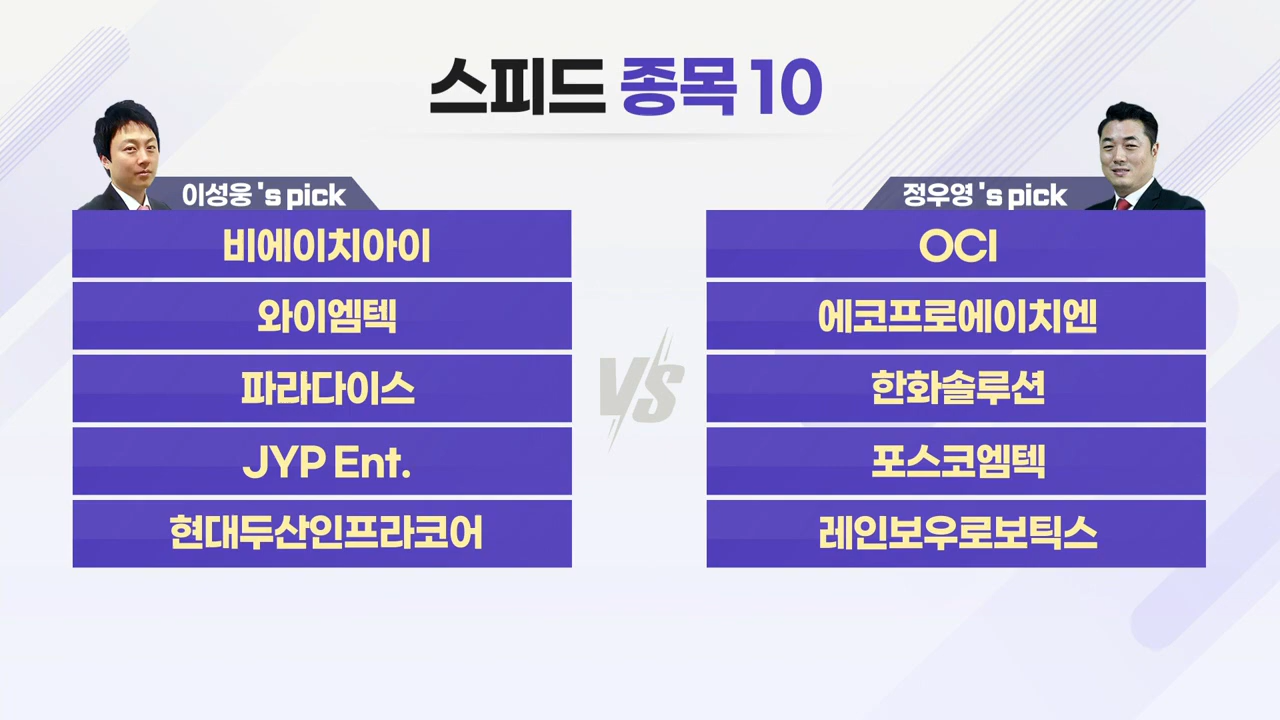 스피드 종목 10
이성웅 's pick
비에이치아이
와이엠텍
파라다이스
JYP Ent.
현대두산인프라코어
VS
정우영 's pick
OCI
에코프로에이치엔
한화솔루션
포스코엠텍
레인보우로보틱스